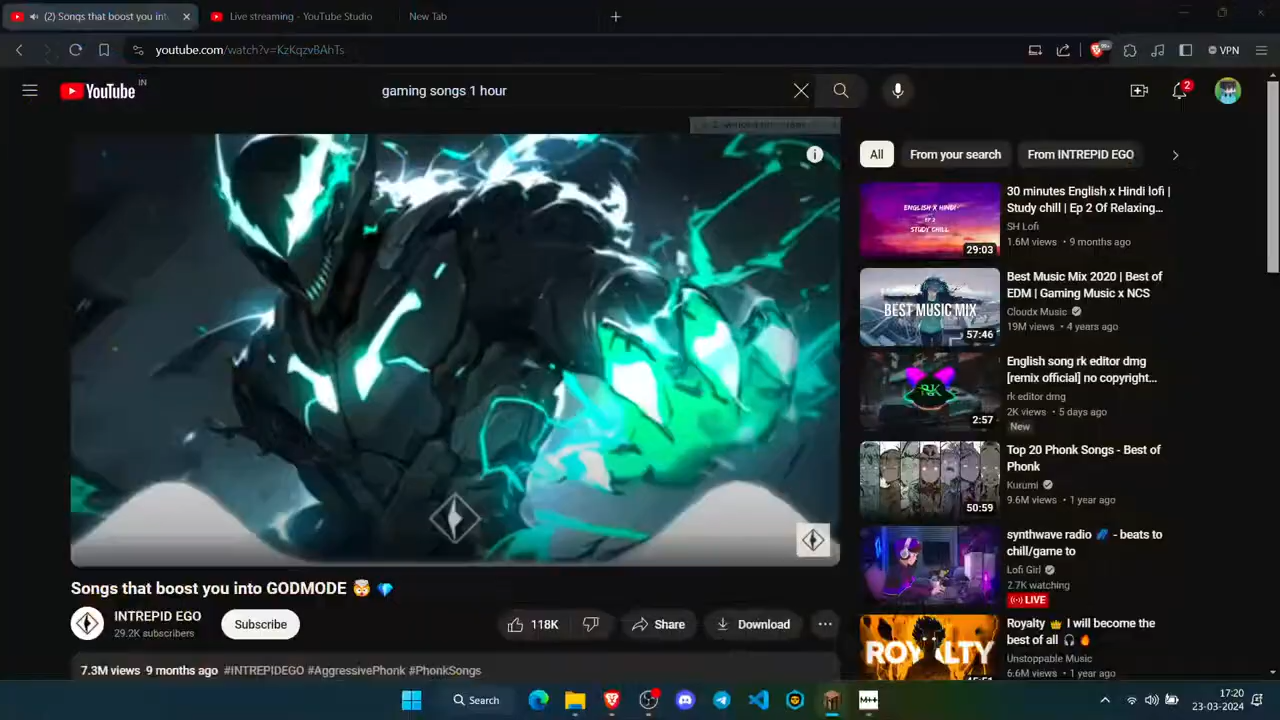 (2) Songs that boost you int
Live streaming - YouTube Studio
New Tab
youtube.com/watch?v=KzKqzvBAhTs
99+
VPN
YouTube
IN
gaming songs 1 hour
2
All
From your search
From INTREPID EGO
ENGLISH X HINDI
EP 2
STUDY CHILL
29:03
30 minutes English x Hindi lofi |
Study chill | Ep 2 Of Relaxing...
SH Lofi
1.6M views • 9 months ago
BEST MUSIC MIX
57:46
Best Music Mix 2020 | Best of
EDM | Gaming Music x NCS
Cloudx Music
19M views • 4 years ago
RK
2:57
English song rk editor dmg
[remix official] no copyright...
rk editor dmg
2K views • 5 days ago
New
50:59
Top 20 Phonk Songs - Best of
Phonk
Kurumi
9.6M views • 1 year ago
synthwave radio 🌌 - beats to
chill/game to
Lofi Girl
2.7K watching
LIVE
ROYALTY
Royalty 👑 I will become the
best of all 🎧 🔥
Unstoppable Music
6.6M views • 1 year ago
Songs that boost you into GODMODE 🤯 💎
INTREPID EGO
29.2K subscribers
Subscribe
118K
Share
Download
7.3M views 9 months ago #INTREPIDEGO #AggressivePhonk #PhonkSongs
Search
M++
17:20
23-03-2024